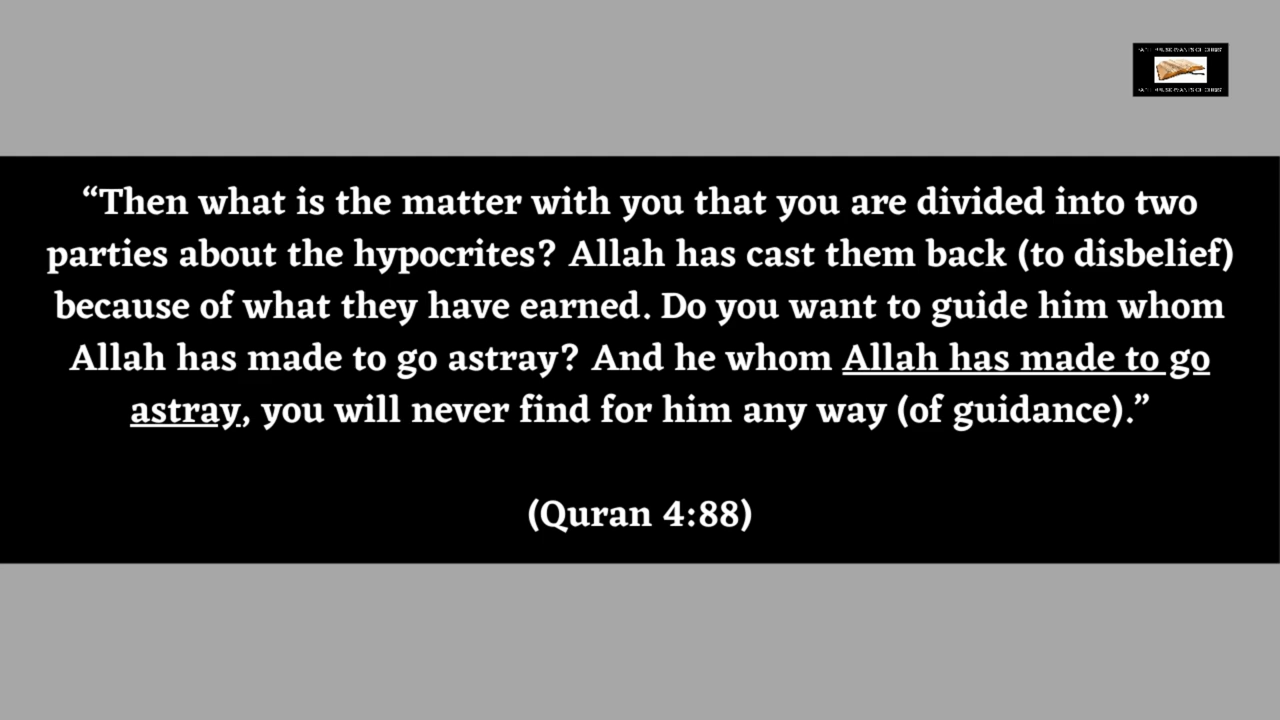 “Then what is the matter with you that you are divided into two
parties about the hypocrites? Allah has cast them back (to disbelief)
because of what they have earned. Do you want to guide him whom
Allah has made to go astray? And he whom Allah has made to go
astray, you will never find for him any way (of guidance).”
(Quran 4:88)